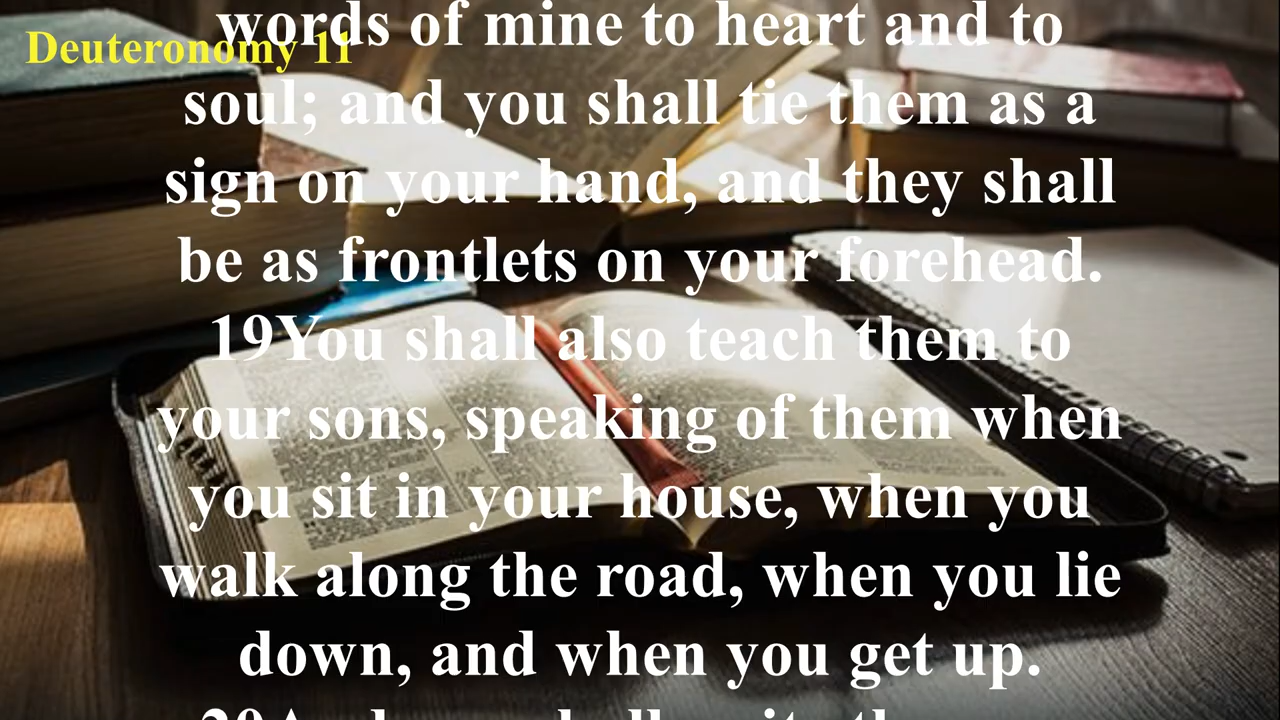 Deuteronomy 11
words of mine to heart and to
soul; and you shall tie them as a
sign on your hand, and they shall
be as frontlets on your forehead.
19You shall also teach them to
your sons, speaking of them when
you sit in your house, when you
walk along the road, when you lie
down, and when you get up.